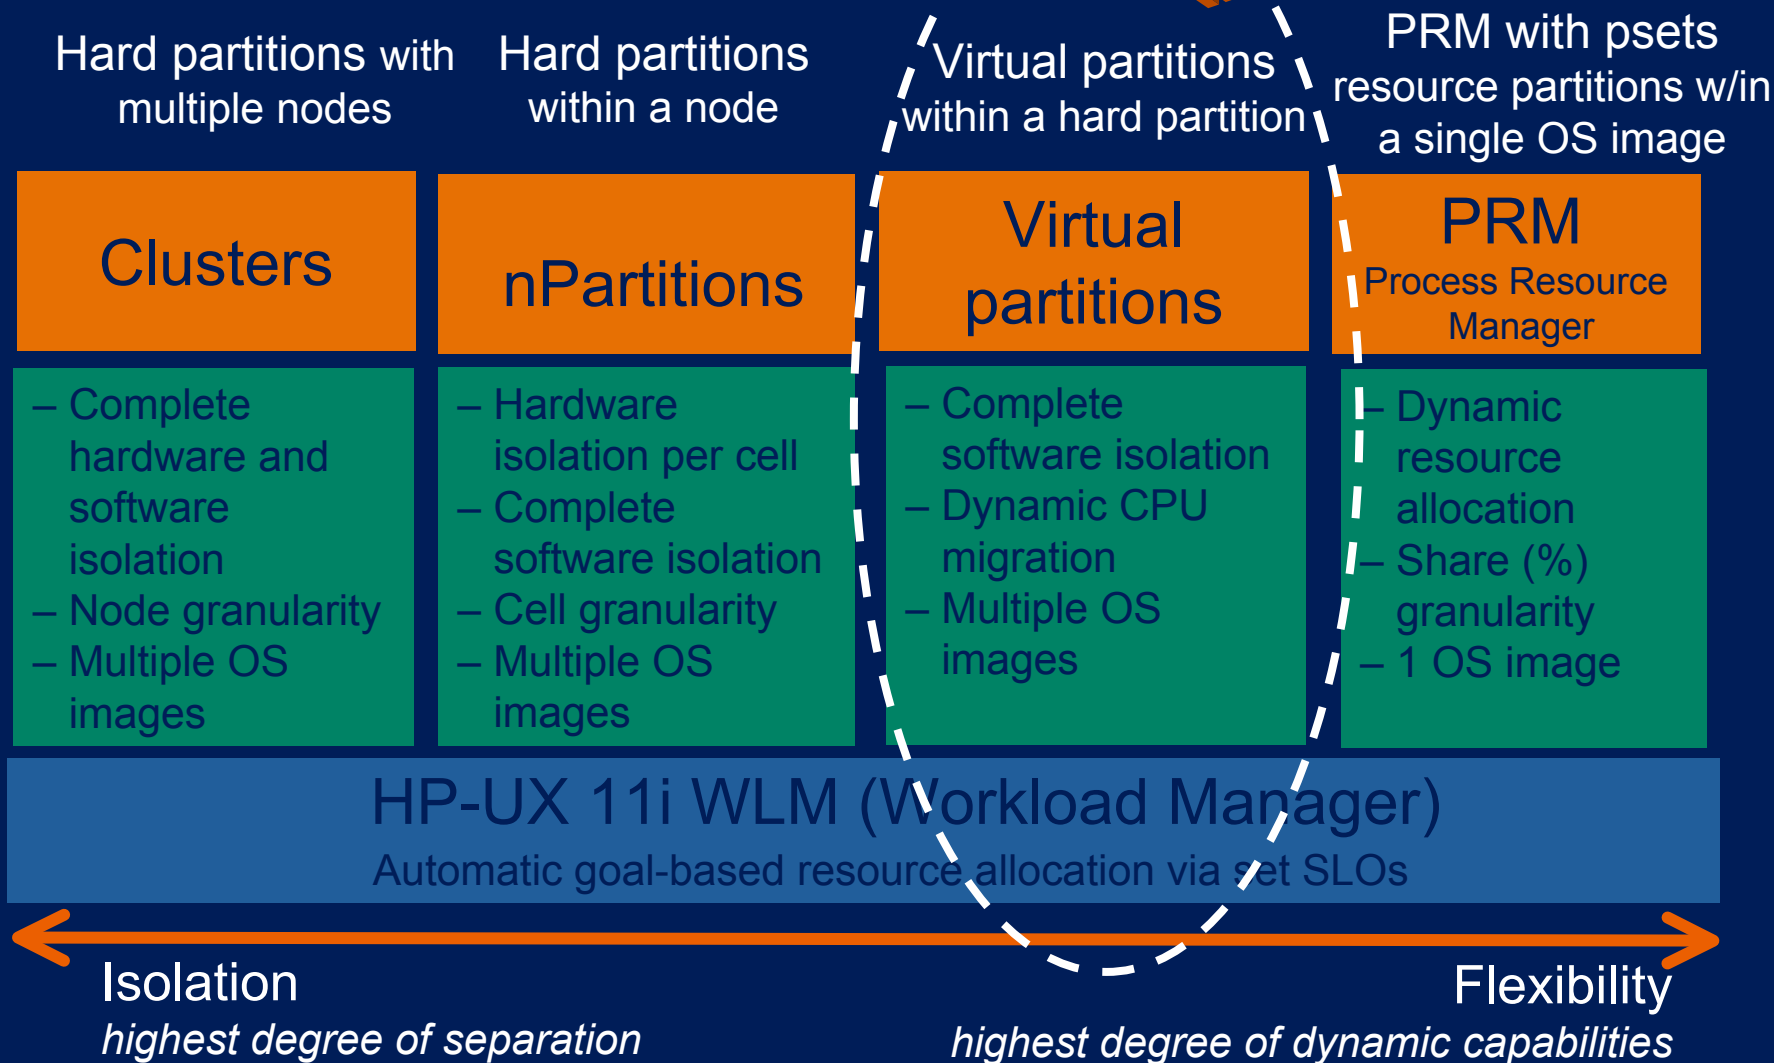 Hard partitions with
multiple nodes
Hard partitions
within a node
Virtual partitions
within a hard partition
PRM with psets
resource partitions w/in
a single OS image
Clusters
nPartitions
Virtual
partitions
PRM
Process Resource
Manager
– Complete
hardware and
software
isolation
– Node granularity
– Multiple OS
images
– Hardware
isolation per cell
– Complete
software isolation
– Cell granularity
– Multiple OS
images
– Complete
software isolation
– Dynamic CPU
migration
– Multiple OS
images
– Dynamic
resource
allocation
– Share (%)
granularity
– 1 OS image
HP-UX 11i WLM (Workload Manager)
Automatic goal-based resource allocation via set SLOs
Isolation
highest degree of separation
Flexibility
highest degree of dynamic capabilities